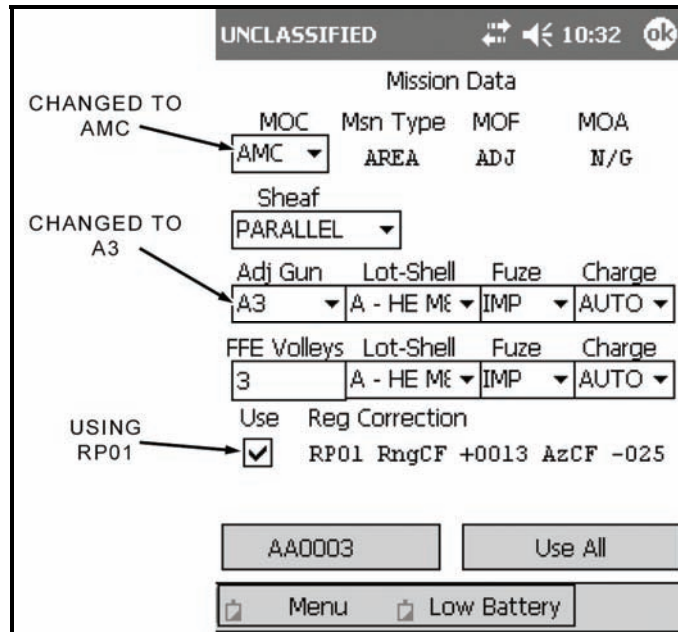 UNCLASSIFIED 10:32 ok
Mission Data
CHANGED TO
AMC
MOC Msn Type MOF MOA
AMC AREA ADJ N/G
Sheaf
PARALLEL
CHANGED TO
A3
Adj Gun Lot-Shell Fuze Charge
A3 A - HE M8 IMP AUTO
FFE Volleys Lot-Shell Fuze Charge
3 A - HE M8 IMP AUTO
Use Reg Correction
USING
RP01
RP01 RngCF +0013 AzCF -025
AA0003 Use All
Menu Low Battery